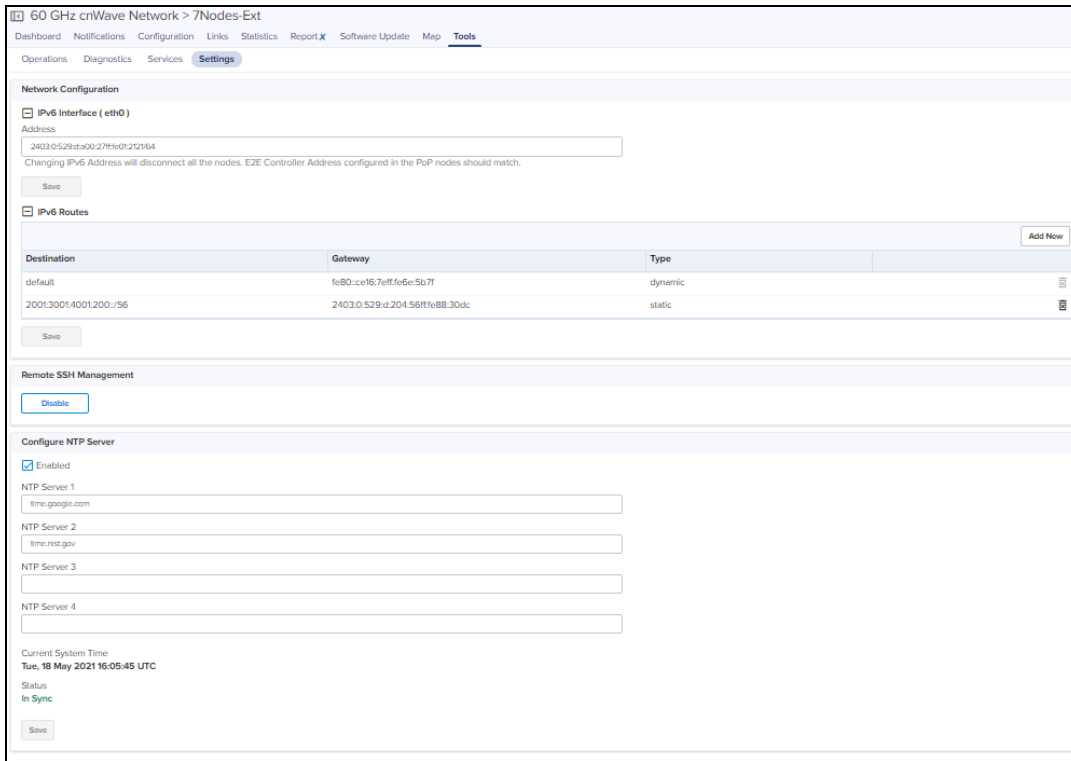 60 GHz cnWave Network > 7Nodes-Ext
Dashboard Notifications Configuration Links Statistics Report X Software Update Map Tools
Operations Diagnostics Services Settings
Network Configuration
IPv6 Interface ( eth0 )
Address
2403:0:529:d:a00:27ff:fe01:2121/64
Changing IPv6 Address will disconnect all the nodes. E2E Controller Address configured in the PoP nodes should match.
Save
IPv6 Routes
Add New
Destination Gateway Type
default fe80::ce16:7eff:fe6e:5b7f dynamic
2001:3001:4001:200::/56 2403:0:529:d:204:56ff:fe88:30dc static
Save
Remote SSH Management
Disable
Configure NTP Server
Enabled
NTP Server 1
time.google.com
NTP Server 2
time.nist.gov
NTP Server 3
NTP Server 4
Current System Time
Tue, 18 May 2021 16:05:45 UTC
Status
In Sync
Save